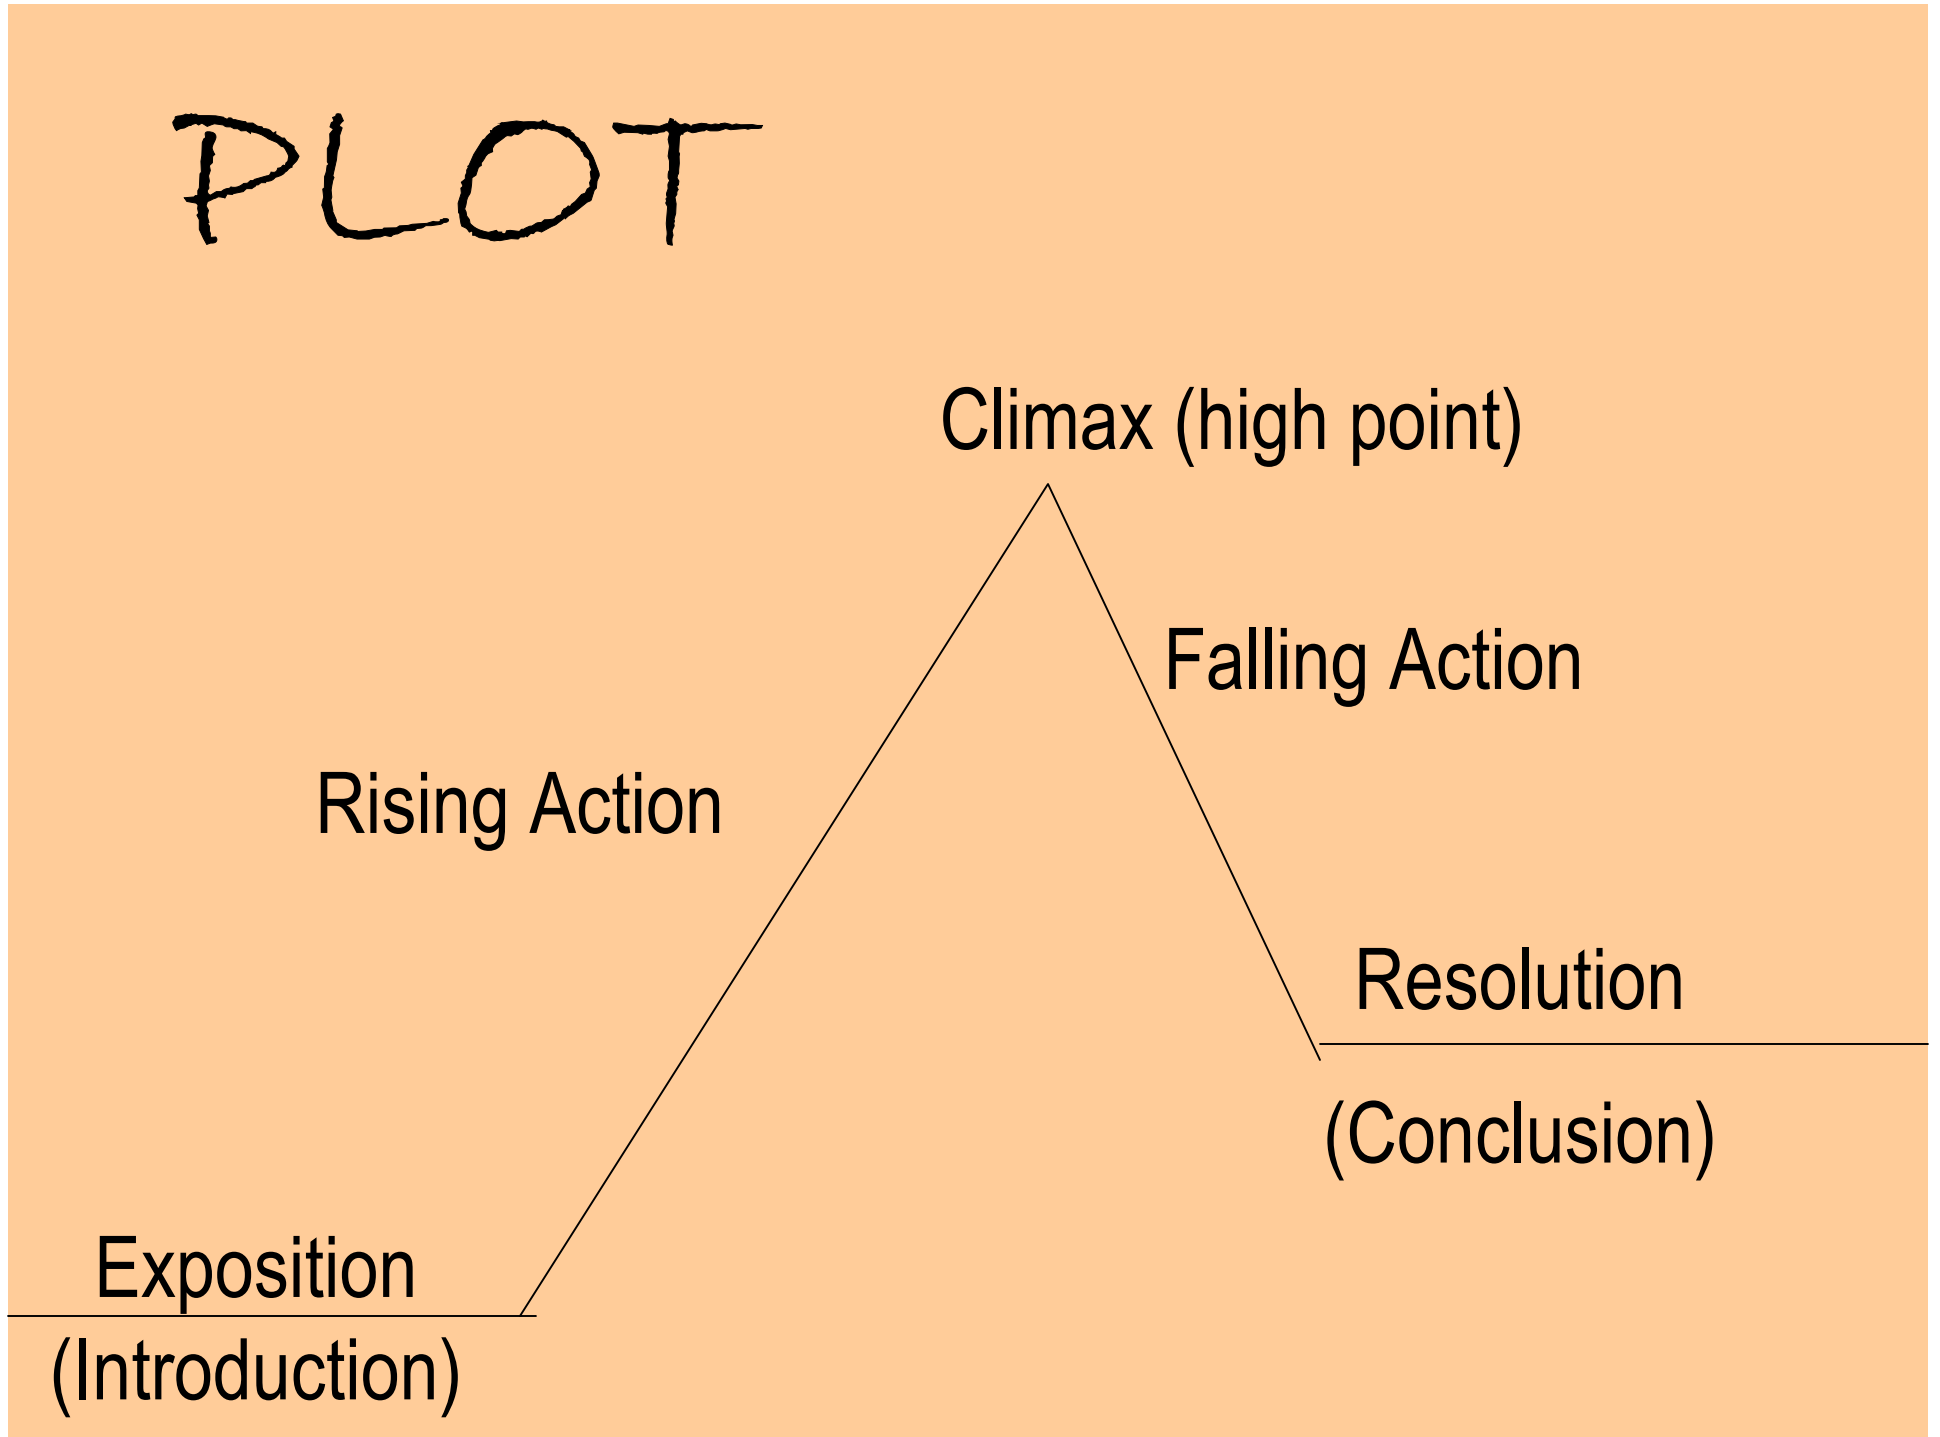 PLOT
Climax (high point)
Falling Action
Rising Action
Resolution
(Conclusion)
Exposition
(Introduction)